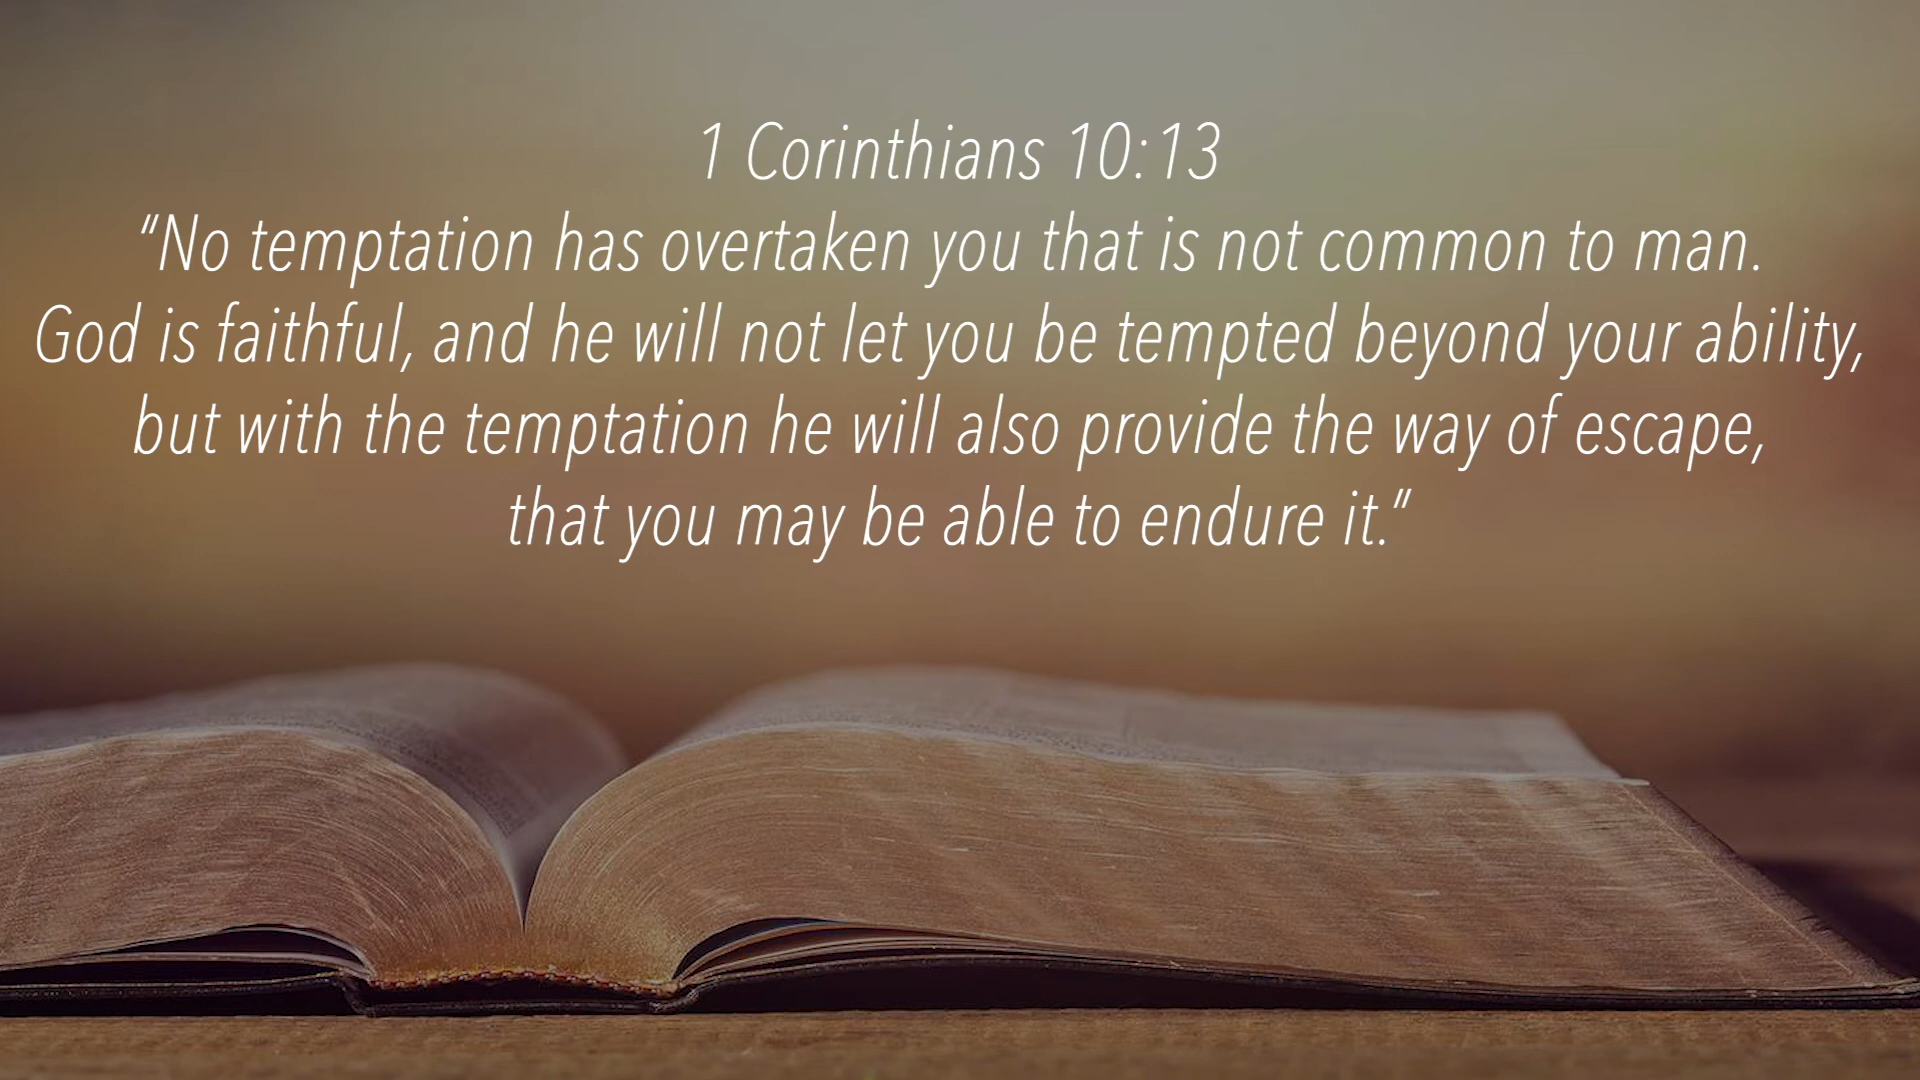 1 Corinthians 10:13
“No temptation has overtaken you that is not common to man.
God is faithful, and he will not let you be tempted beyond your ability,
but with the temptation he will also provide the way of escape,
that you may be able to endure it.”